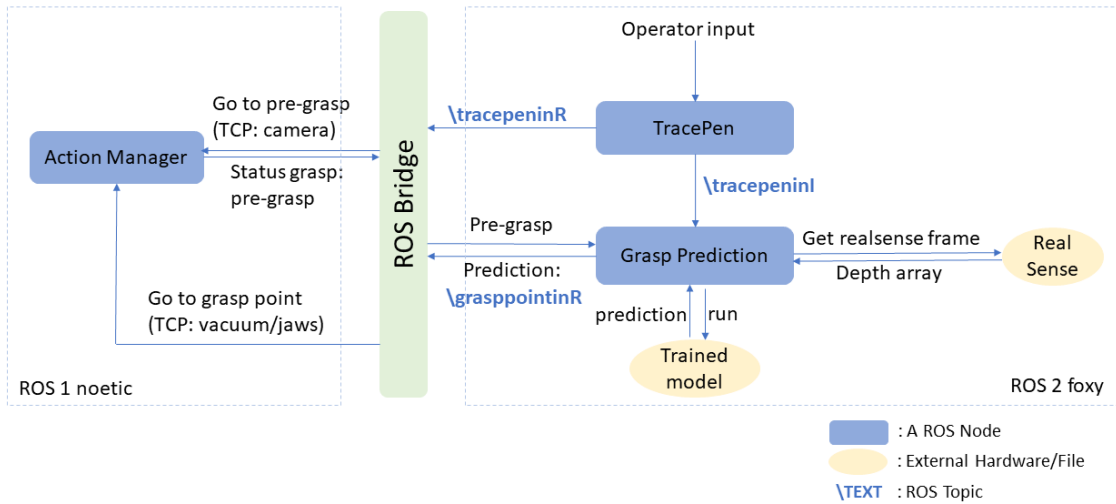 Operator input
\tracepeninR
TracePen
Go to pre-grasp
(TCP: camera)
Action Manager
Status grasp:
pre-grasp
ROS Bridge
\tracepeninI
Pre-grasp
Grasp Prediction
Get realsense frame
Depth array
Real
Sense
Prediction:
\grasppointinR
Go to grasp point
(TCP: vacuum/jaws)
prediction
run
Trained
model
ROS 1 noetic
ROS 2 foxy
: A ROS Node
: External Hardware/File
\TEXT : ROS Topic